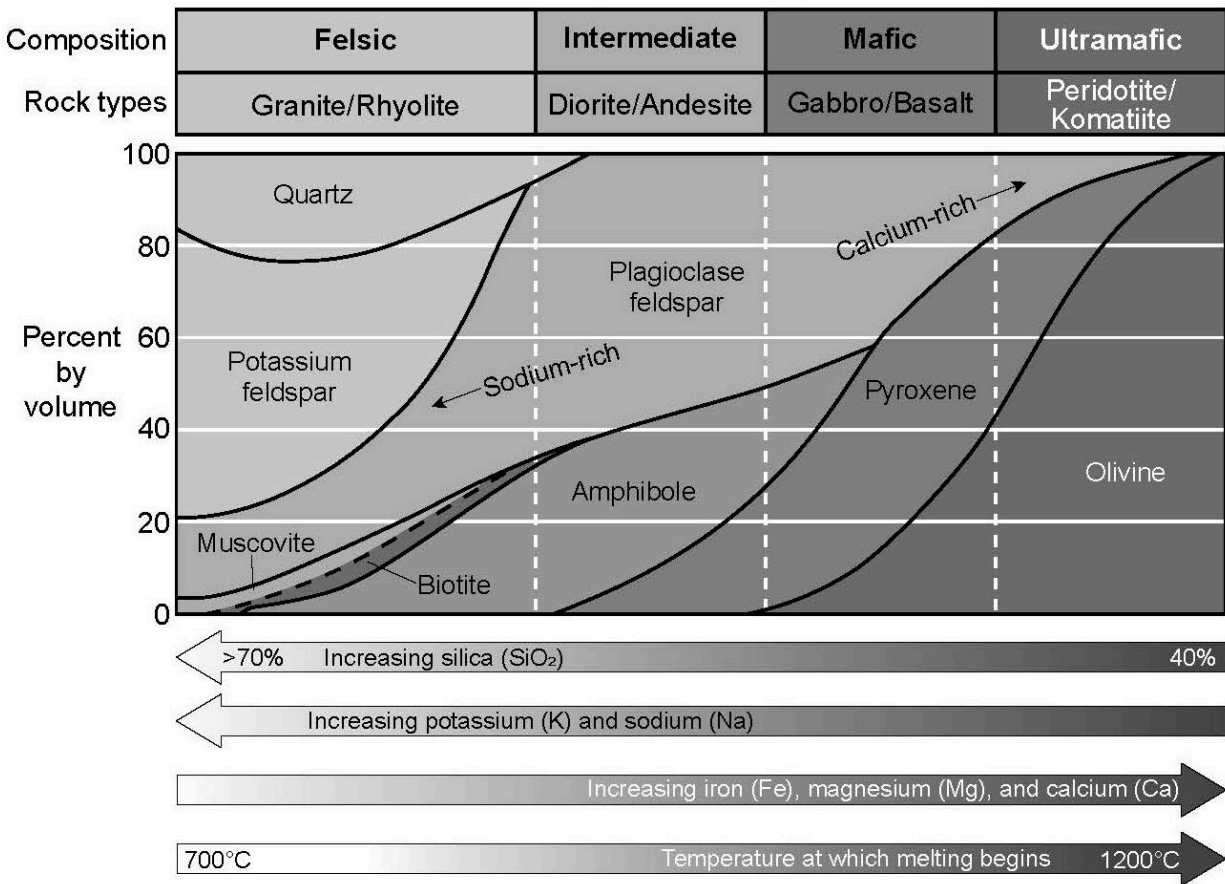 Composition Felsic Intermediate Mafic Ultramafic
Rock types Granite/Rhyolite Diorite/Andesite Gabbro/Basalt Peridotite/
Komatiite
100
80
60
40
20
0
Percent
by
volume
Quartz
Potassium
feldspar
Sodium-rich
Plagioclase
feldspar
Calcium-rich
Pyroxene
Muscovite
Biotite
Amphibole
Olivine
>70% Increasing silica (SiO₂) 40%
Increasing potassium (K) and sodium (Na)
Increasing iron (Fe), magnesium (Mg), and calcium (Ca)
700°C Temperature at which melting begins 1200°C